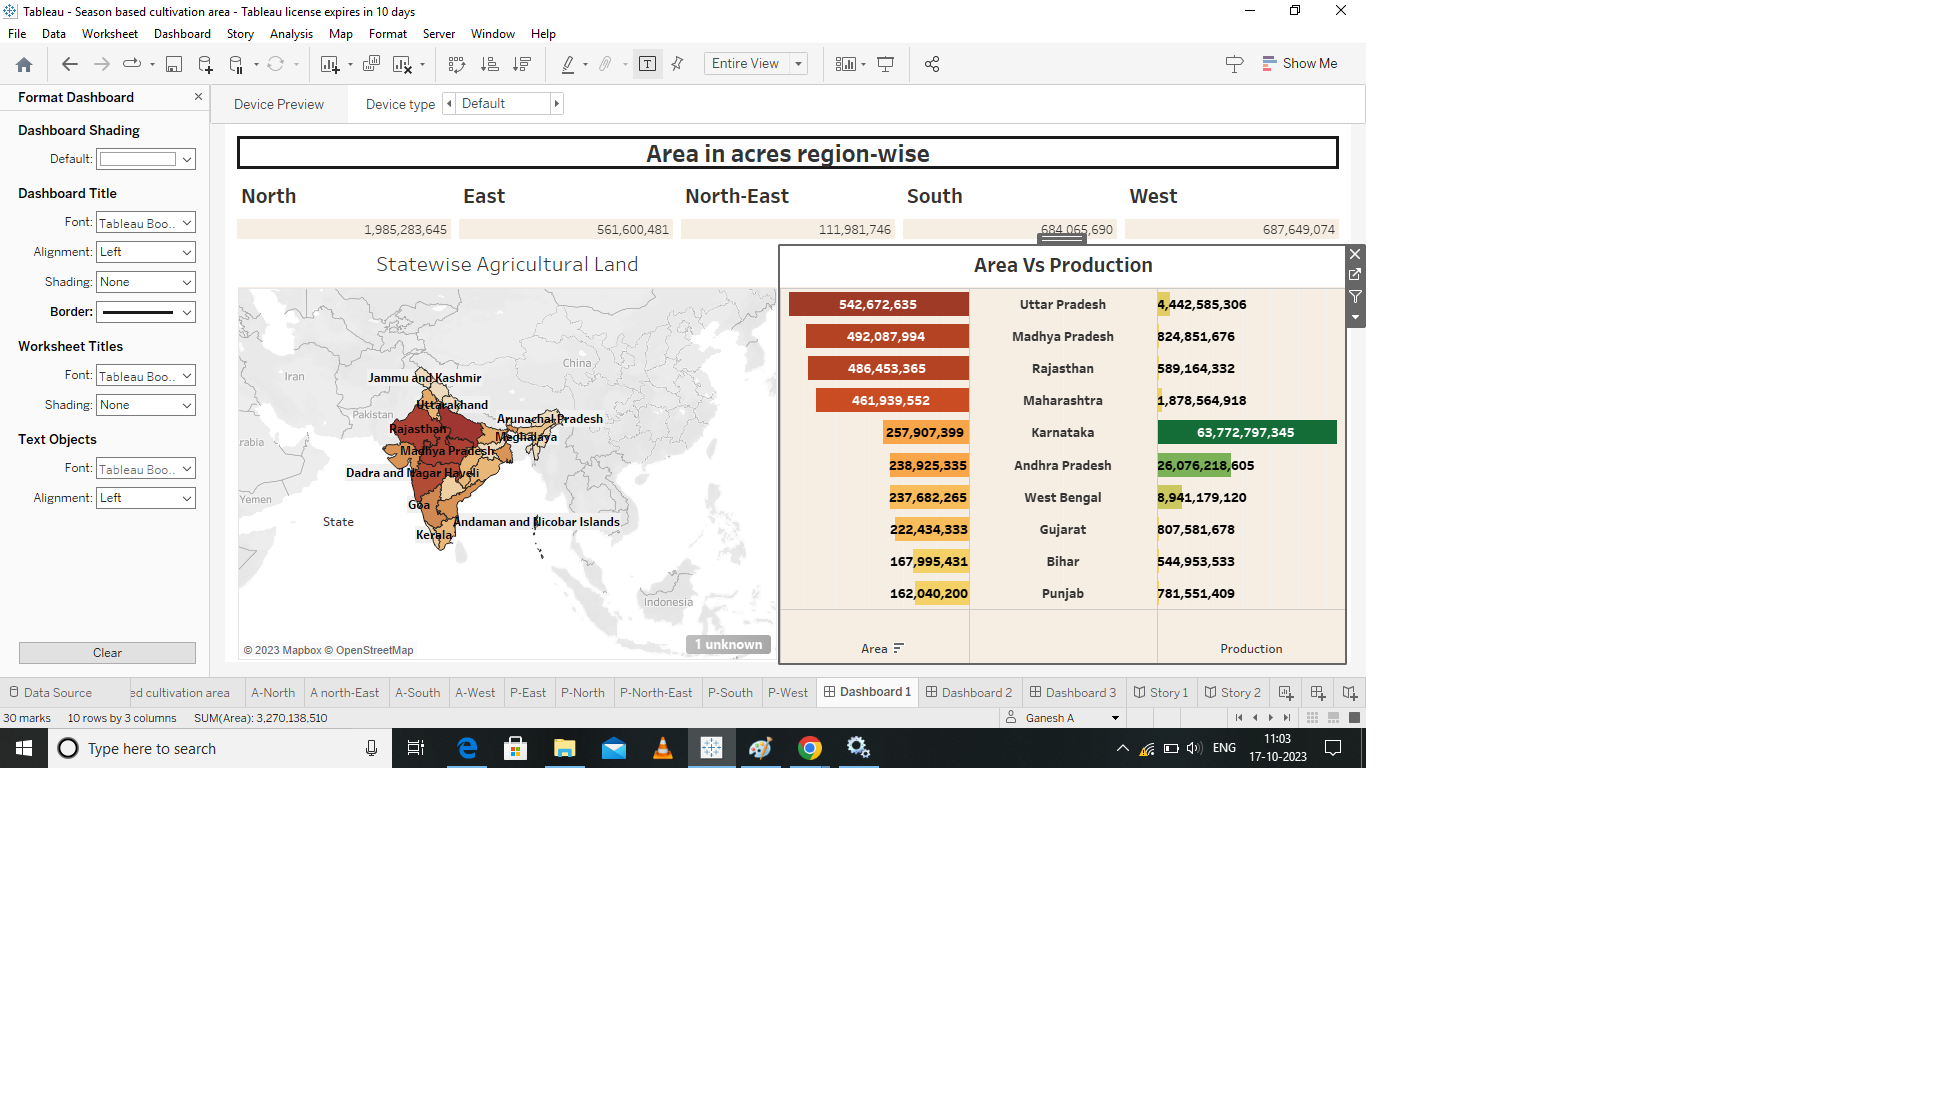 Tableau - Season based cultivation area - Tableau license expires in 10 days
File Data Worksheet Dashboard Story Analysis Map Format Server Window Help
Entire View
Show Me
Format Dashboard
Device Preview Device type Default
Dashboard Shading
Default:
Dashboard Title
Font: Tableau Boo..
Alignment: Left
Shading: None
Border:
Worksheet Titles
Font: Tableau Boo..
Shading: None
Text Objects
Font: Tableau Boo..
Alignment: Left
Clear
Area in acres region-wise
North East North-East South West
1,985,283,645 561,600,481 111,981,746 684,065,690 687,649,074
Statewise Agricultural Land
China
Iran
Jammu and Kashmir
Uttarakhand
Pakistan
Arunachal Pradesh
Rajasthan
Meghalaya
rabia
Madhya Pradesh
Dadra and Nagar Haveli
Yemen
Goa
State
Andaman and Nicobar Islands
Kerala
Indonesia
1 unknown
© 2023 Mapbox © OpenStreetMap
Area Vs Production
542,672,635 Uttar Pradesh 4,442,585,306
492,087,994 Madhya Pradesh 824,851,676
486,453,365 Rajasthan 589,164,332
461,939,552 Maharashtra 1,878,564,918
257,907,399 Karnataka 63,772,797,345
238,925,335 Andhra Pradesh 26,076,218,605
237,682,265 West Bengal 8,941,179,120
222,434,333 Gujarat 807,581,678
167,995,431 Bihar 544,953,533
162,040,200 Punjab 781,551,409
Area Production
Data Source ed cultivation area A-North A north-East A-South A-West P-East P-North P-North-East P-South P-West Dashboard 1 Dashboard 2 Dashboard 3 Story 1 Story 2
30 marks 10 rows by 3 columns SUM(Area): 3,270,138,510
Ganesh A
Type here to search
ENG
11:03
17-10-2023